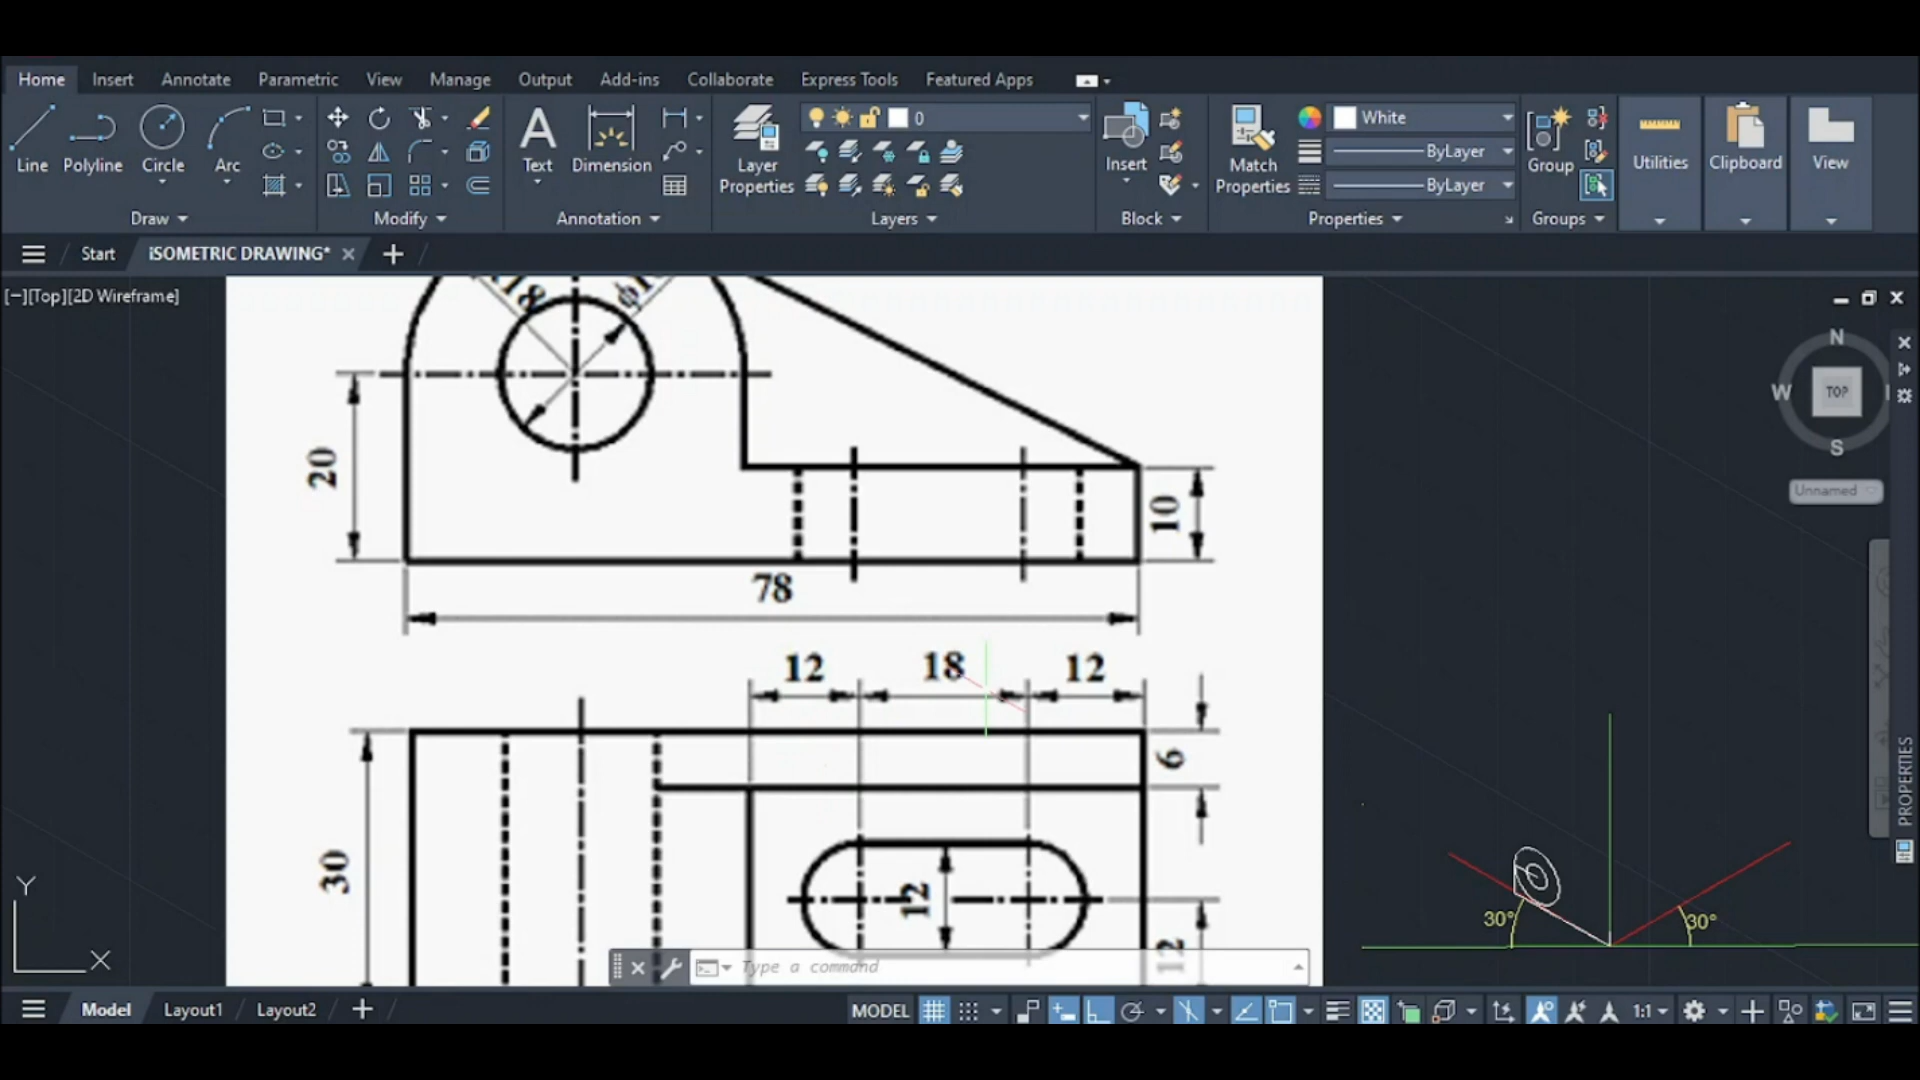 Home Insert Annotate Parametric View Manage Output Add-ins Collaborate Express Tools Featured Apps
0
White
Line Polyline Circle Arc
Text Dimension
Layer
Properties
Insert
Match
Properties
ByLayer
ByLayer
Group
Utilities Clipboard View
Draw Modify Annotation Layers Block Properties Groups
Start iSOMETRIC DRAWING*
[−][Top][2D Wireframe]
N
W TOP
S
Unnamed
20
10
78
12 18 12
6
30
12
12
30° 30°
PROPERTIES
Y
X
Type a command
Model Layout1 Layout2
MODEL
1:1